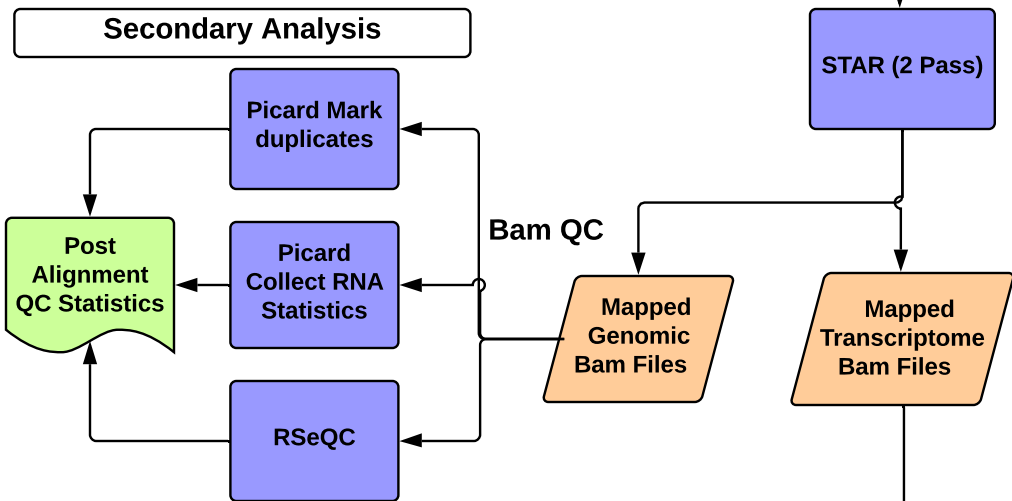 Secondary Analysis
STAR (2 Pass)
Picard Mark
duplicates
Bam QC
Post
Alignment
QC Statistics
Picard
Collect RNA
Statistics
Mapped
Genomic
Bam Files
Mapped
Transcriptome
Bam Files
RSeQC